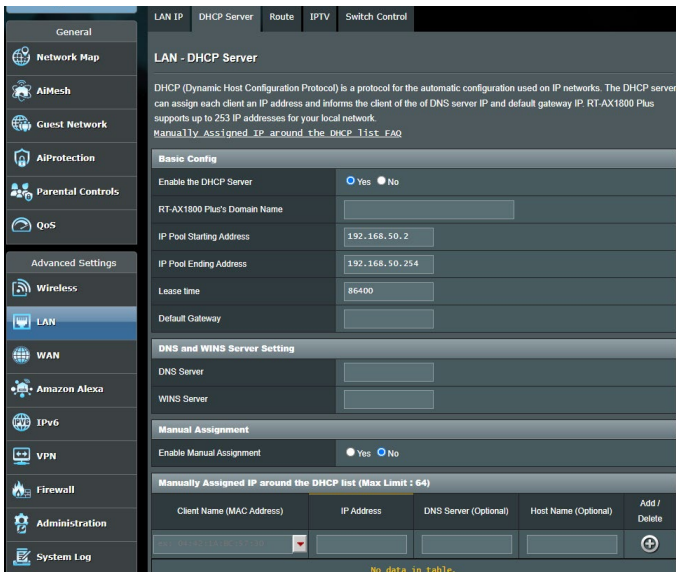 LAN IP DHCP Server Route IPTV Switch Control
General
Network Map
AiMesh
Guest Network
AiProtection
Parental Controls
QoS
Advanced Settings
Wireless
LAN
WAN
Amazon Alexa
IPv6
VPN
Firewall
Administration
System Log
LAN - DHCP Server
DHCP (Dynamic Host Configuration Protocol) is a protocol for the automatic configuration used on IP networks. The DHCP server
can assign each client an IP address and informs the client of the of DNS server IP and default gateway IP. RT-AX1800 Plus
supports up to 253 IP addresses for your local network.
Manually Assigned IP around the DHCP list FAQ
Basic Config
Enable the DHCP Server Yes No
RT-AX1800 Plus's Domain Name
IP Pool Starting Address 192.168.50.2
IP Pool Ending Address 192.168.50.254
Lease time 86400
Default Gateway
DNS and WINS Server Setting
DNS Server
WINS Server
Manual Assignment
Enable Manual Assignment Yes No
Manually Assigned IP around the DHCP list (Max Limit : 64)
Client Name (MAC Address) IP Address DNS Server (Optional) Host Name (Optional) Add / Delete
No data in table.